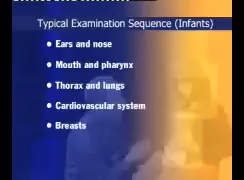 Typical Examination Sequence (Infants)
• Ears and nose
• Mouth and pharynx
• Thorax and lungs
• Cardiovascular system
• Breasts